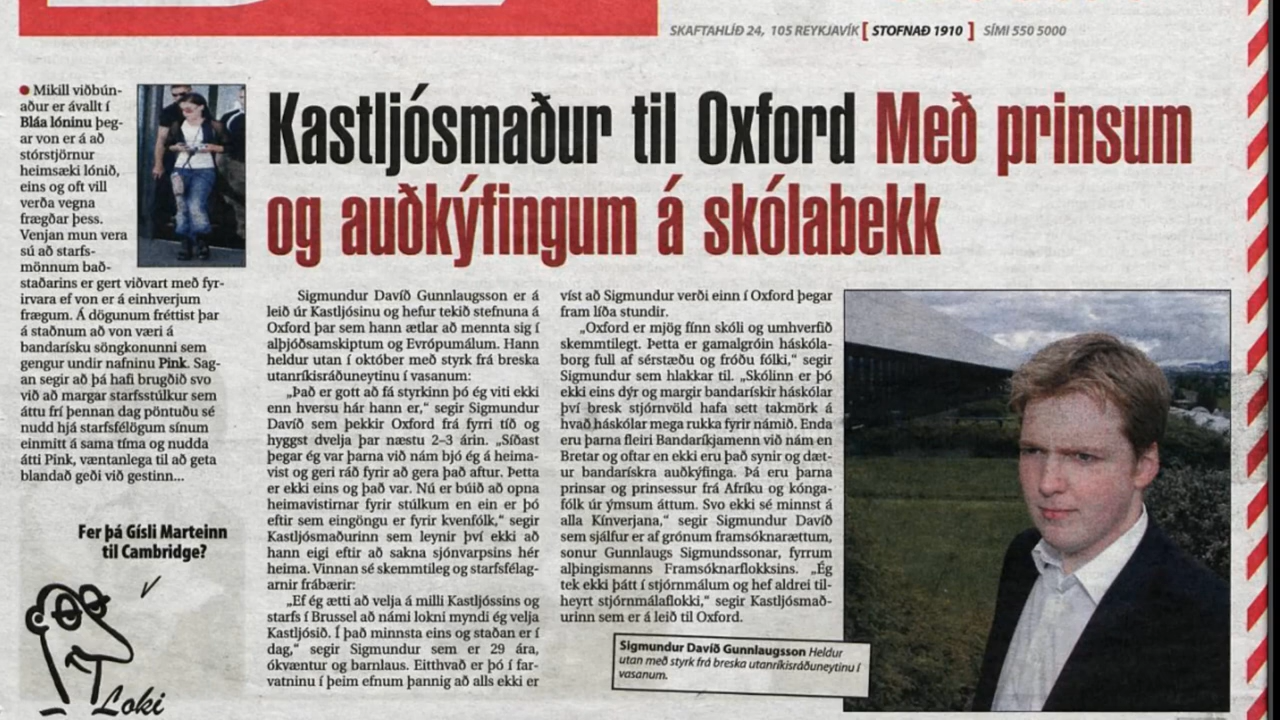 SKAFTAHLÍÐ 24, 105 REYKJAVÍK [ STOFNAÐ 1910 ] SÍMI 550 5000
Mikill viðbún-
aður er ávallt í
Bláa lóninu þeg-
ar von er á að
stórstjörnur
heimsæki lónið,
eins og oft vill
verða vegna
frægðar þess.
Venjan mun vera
sú að starfs-
mönnum bað-
staðarins er gert viðvart með fyr-
irvara ef von er á einhverjum
frægum. Á dögunum fréttist þar
á staðnum að von væri á
bandarísku söngkonunni sem
gengur undir nafninu Pink. Sag-
an segir að þá hafi brugðið svo
við að margar starfsstúlkur sem
áttu frí þennan dag pöntuðu sé
nudd hjá starfsfélögum sínum
einmitt á sama tíma og nudda
átti Pink, væntanlega til að geta
blandað geði við gestinn...
Fer þá Gísli Marteinn
til Cambridge?
Loki
Kastljósmaður til Oxford Með prinsum
og auðkýfingum á skólabekk
Sigmundur Davíð Gunnlaugsson er á
leið úr Kastljósinu og hefur tekið stefnuna á
Oxford þar sem hann ætlar að mennta sig í
alþjóðsamskiptum og Evrópumálum. Hann
heldur utan í október með styrk frá breska
utanríkisráðuneytinu í vasanum:
„Það er gott að fá styrkinn þó ég viti ekki
enn hversu hár hann er,“ segir Sigmundur
Davíð sem þekkir Oxford frá fyrri tíð og
hyggst dvelja þar næstu 2–3 árin. „Síðast
þegar ég var þarna við nám bjó ég á heima-
vist og geri ráð fyrir að gera það aftur. Þetta
er ekki eins og það var. Nú er búið að opna
heimavistirnar fyrir stúlkum en ein er þó
eftir sem eingöngu er fyrir kvenfólk,“ segir
Kastljósmaðurinn sem leynir því ekki að
hann eigi eftir að sakna sjónvarpsins hér
heima. Vinnan sé skemmtileg og starfsfélag-
arnir frábærir:
„Ef ég ætti að velja á milli Kastljóssins og
starfs í Brussel að námi loknu myndi ég velja
Kastljósið. Í það minnsta eins og staðan er í
dag,“ segir Sigmundur sem er 29 ára,
ókvæntur og barnlaus. Eitthvað er þó í far-
vatninu í þeim efnum þannig að alls ekki er
víst að Sigmundur verði einn í Oxford þegar
fram líða stundir.
„Oxford er mjög fínn skóli og umhverfið
skemmtilegt. Þetta er gamalgróin háskóla-
borg full af sérstæðu og fróðu fólki,“ segir
Sigmundur sem hlakkar til. „Skólinn er þó
ekki eins dýr og margir bandarískir háskólar
því bresk stjórnvöld hafa sett takmörk á
hvað háskólar mega rukka fyrir námið. Enda
eru þarna fleiri Bandaríkjamenn við nám en
Bretar og oftar en ekki eru það synir og dæt-
ur bandarískra auðkýfinga. Þá eru þarna
prinsar og prinsessur frá Afríku og kónga-
fólk úr ýmsum áttum. Svo ekki sé minnst á
alla Kínverjana,“ segir Sigmundur Davíð
sem sjálfur er af grónum framsóknarættum,
sonur Gunnlaugs Sigmundssonar, fyrrum
alþingismanns Framsóknarflokksins. „Ég
tek ekki þátt í stjórnmálum og hef aldrei til-
heyrt stjórnmálaflokki,“ segir Kastljósmað-
urinn sem er á leið til Oxford.
Sigmundur Davíð Gunnlaugsson Heldur
utan með styrk frá breska utanríkisráðuneytinu í
vasanum.